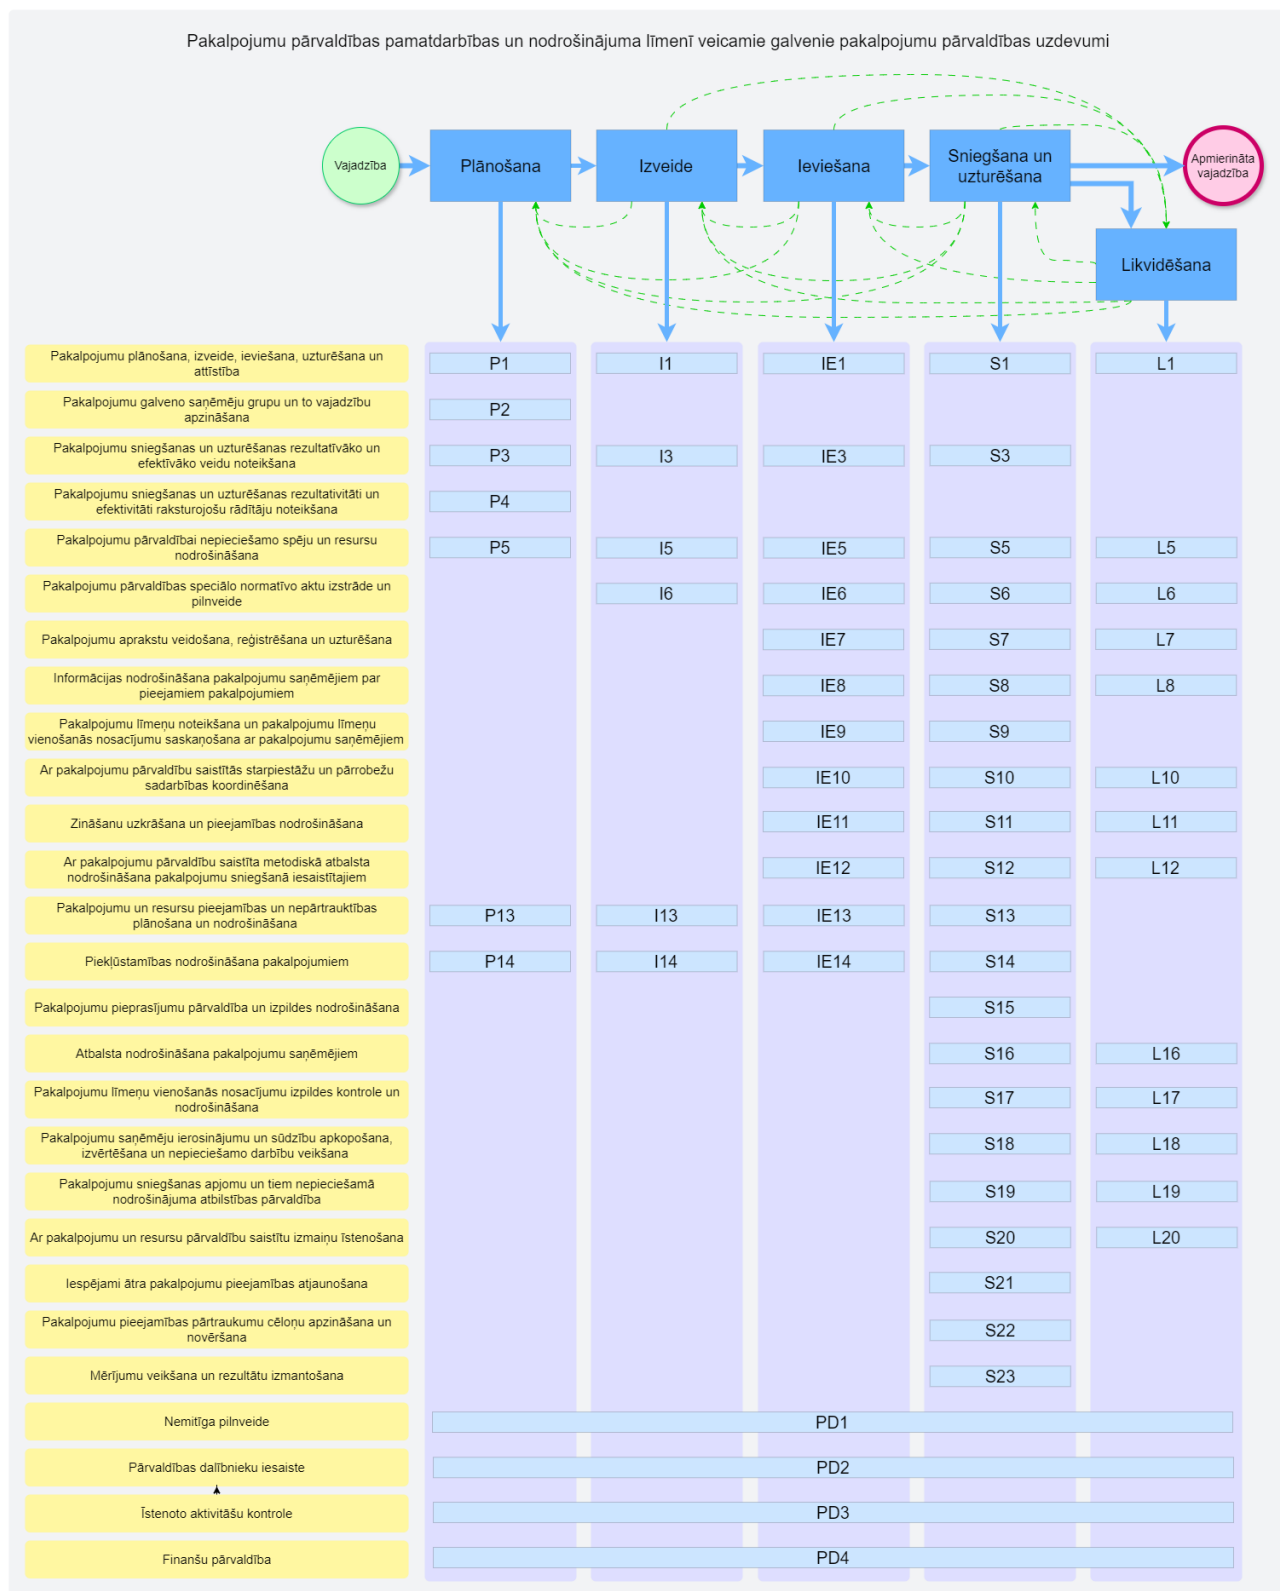 Pakalpojumu pārvaldības pamatdarbības un nodrošinājuma līmenī veicamie galvenie pakalpojumu pārvaldības uzdevumi
Vajadzība
Plānošana
Izveide
Ieviešana
Sniegšana un
uzturēšana
Apmierināta
vajadzība
Likvidēšana
Pakalpojumu plānošana, izveide, ieviešana, uzturēšana un
attīstība
P1
I1
IE1
S1
L1
Pakalpojumu galveno saņēmēju grupu un to vajadzību
apzināšana
P2
Pakalpojumu sniegšanas un uzturēšanas rezultatīvāko un
efektīvāko veidu noteikšana
P3
I3
IE3
S3
Pakalpojumu sniegšanas un uzturēšanas rezultativitāti un
efektivitāti raksturojošu rādītāju noteikšana
P4
Pakalpojumu pārvaldībai nepieciešamo spēju un resursu
nodrošināšana
P5
I5
IE5
S5
L5
Pakalpojumu pārvaldības speciālo normatīvo aktu izstrāde un
pilnveide
I6
IE6
S6
L6
Pakalpojumu aprakstu veidošana, reģistrēšana un uzturēšana
IE7
S7
L7
Informācijas nodrošināšana pakalpojumu saņēmējiem par
pieejamiem pakalpojumiem
IE8
S8
L8
Pakalpojumu līmeņu noteikšana un pakalpojumu līmeņu
vienošanās nosacījumu saskaņošana ar pakalpojumu saņēmējiem
IE9
S9
Ar pakalpojumu pārvaldību saistītās starpiestāžu un pārrobežu
sadarbības koordinēšana
IE10
S10
L10
Zināšanu uzkrāšana un pieejamības nodrošināšana
IE11
S11
L11
Ar pakalpojumu pārvaldību saistīta metodiskā atbalsta
nodrošināšana pakalpojumu sniegšanā iesaistītajiem
IE12
S12
L12
Pakalpojumu un resursu pieejamības un nepārtrauktības
plānošana un nodrošināšana
P13
I13
IE13
S13
Piekļūstamības nodrošināšana pakalpojumiem
P14
I14
IE14
S14
Pakalpojumu pieprasījumu pārvaldība un izpildes nodrošināšana
S15
Atbalsta nodrošināšana pakalpojumu saņēmējiem
S16
L16
Pakalpojumu līmeņu vienošanās nosacījumu izpildes kontrole un
nodrošināšana
S17
L17
Pakalpojumu saņēmēju ierosinājumu un sūdzību apkopošana,
izvērtēšana un nepieciešamo darbību veikšana
S18
L18
Pakalpojumu sniegšanas apjomu un tiem nepieciešamā
nodrošinājuma atbilstības pārvaldība
S19
L19
Ar pakalpojumu un resursu pārvaldību saistītu izmaiņu īstenošana
S20
L20
Iespējami ātra pakalpojumu pieejamības atjaunošana
S21
Pakalpojumu pieejamības pārtraukumu cēloņu apzināšana un
novēršana
S22
Mērījumu veikšana un rezultātu izmantošana
S23
Nemitīga pilnveide
PD1
Pārvaldības dalībnieku iesaiste
PD2
Īstenoto aktivitāšu kontrole
PD3
Finanšu pārvaldība
PD4